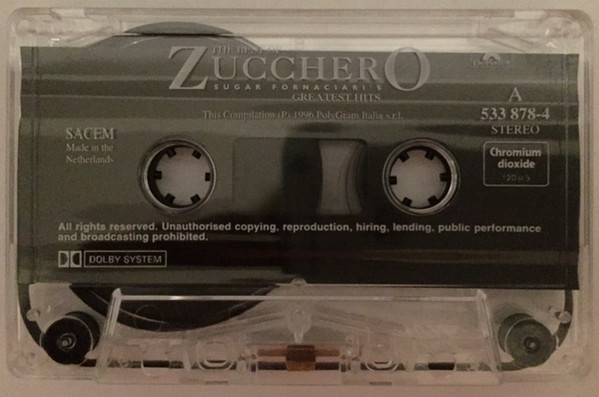 THE BEST OF
ZUCCHERO
SUGAR FORNACIARI'S
GREATEST HITS
This Compilation (P) 1996 PolyGram Italia s.r.l.
A
533 878-4
STEREO
SACEM
Made in the
Netherlands
Chromium
dioxide
120 µS
All rights reserved. Unauthorised copying, reproduction, hiring, lending, public performance
and broadcasting prohibited.
DOLBY SYSTEM